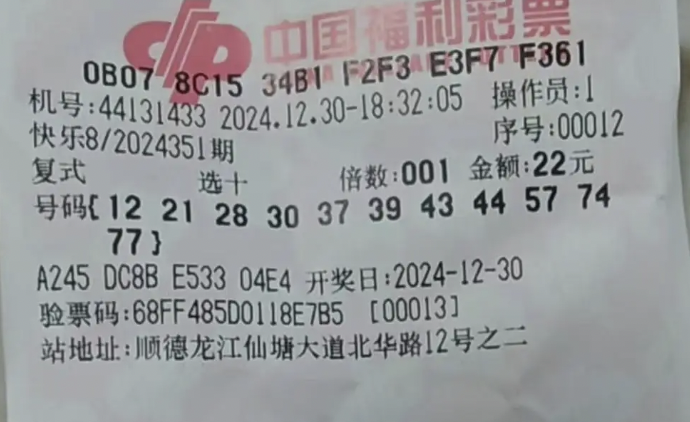 中国福利彩票
0B07 8C15 34B1 F2F3 E3F7 F361
机号:44131433 2024.12.30-18:32:05 操作员:1
快乐8/2024351期 序号:00012
复式 选十 倍数:001 金额:22元
号码{12 21 28 30 37 39 43 44 57 74
77}
A245 DC8B E533 04E4 开奖日:2024-12-30
验票码:68FF485D0118E7B5 [00013]
站地址:顺德龙江仙塘大道北华路12号之二